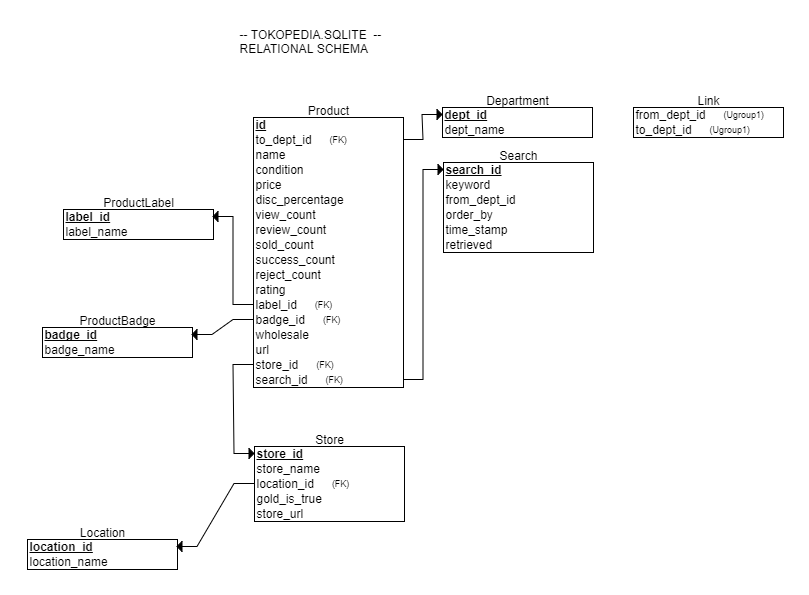 -- TOKOPEDIA.SQLITE --
RELATIONAL SCHEMA
Product
id
to_dept_id (FK)
name
condition
price
disc_percentage
view_count
review_count
sold_count
success_count
reject_count
rating
label_id (FK)
badge_id (FK)
wholesale
url
store_id (FK)
search_id (FK)
Department
dept_id
dept_name
Link
from_dept_id (Ugroup1)
to_dept_id (Ugroup1)
Search
search_id
keyword
from_dept_id
order_by
time_stamp
retrieved
ProductLabel
label_id
label_name
ProductBadge
badge_id
badge_name
Store
store_id
store_name
location_id (FK)
gold_is_true
store_url
Location
location_id
location_name